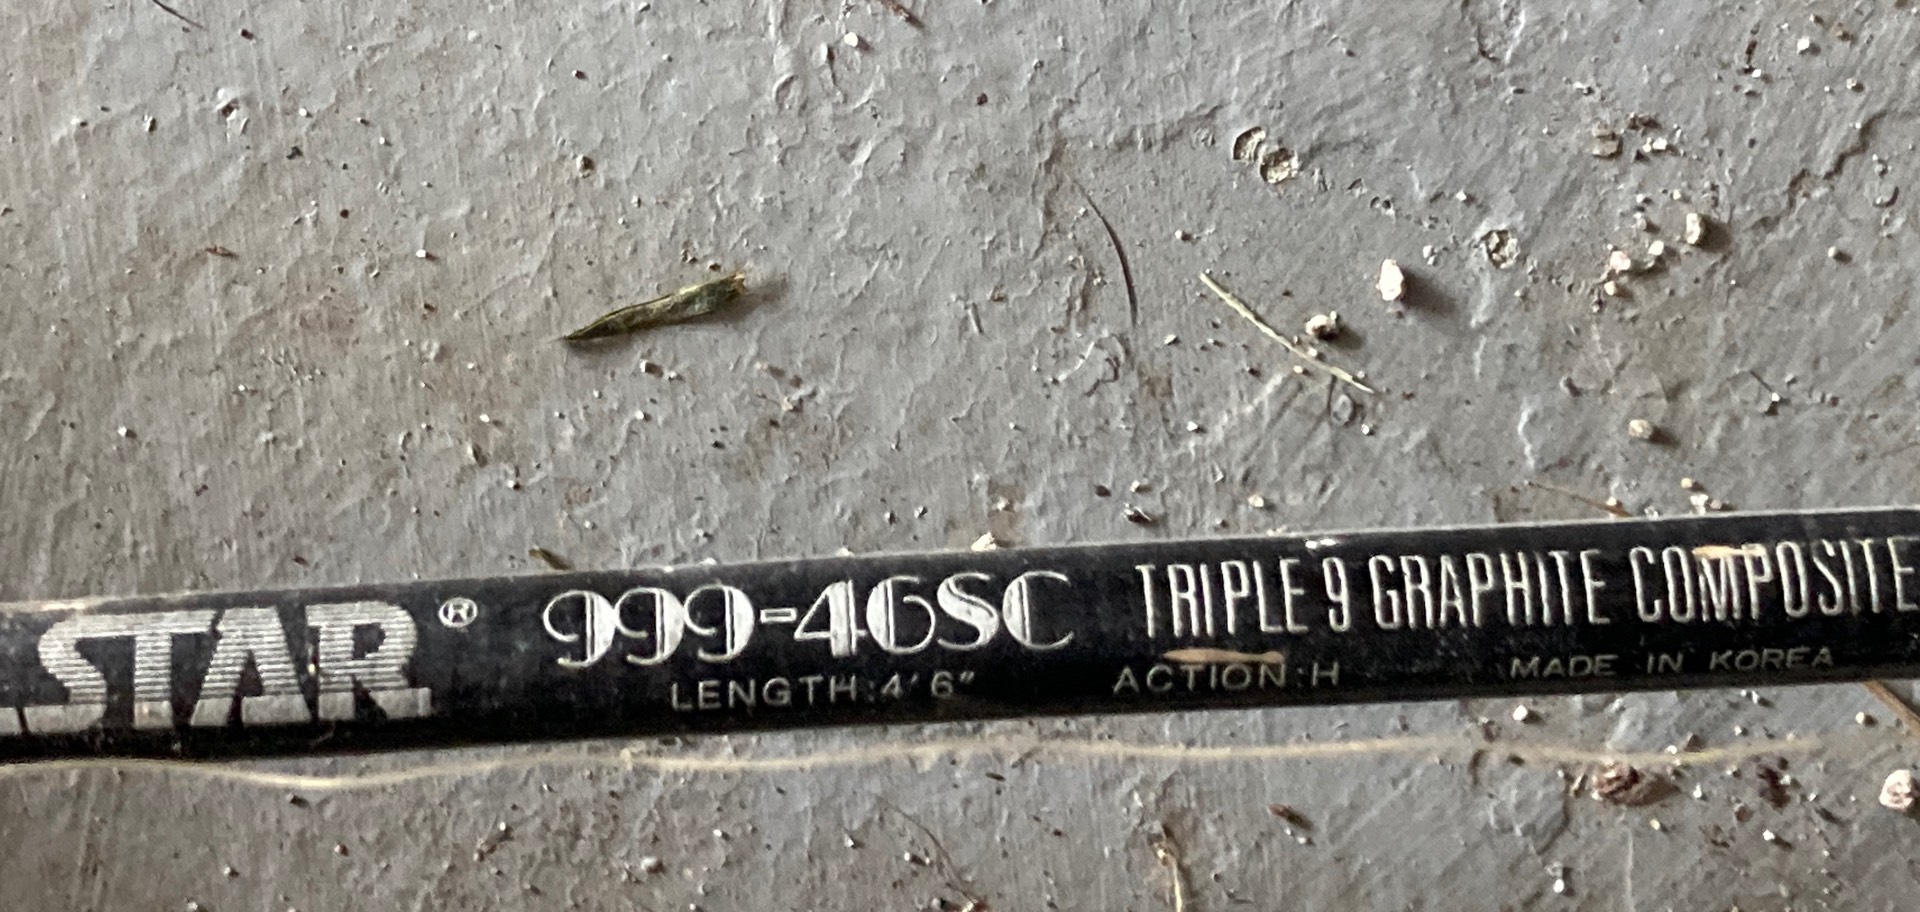 STAR® 999-46SC TRIPLE 9 GRAPHITE COMPOSITE
LENGTH:4'6" ACTION:H MADE IN KOREA